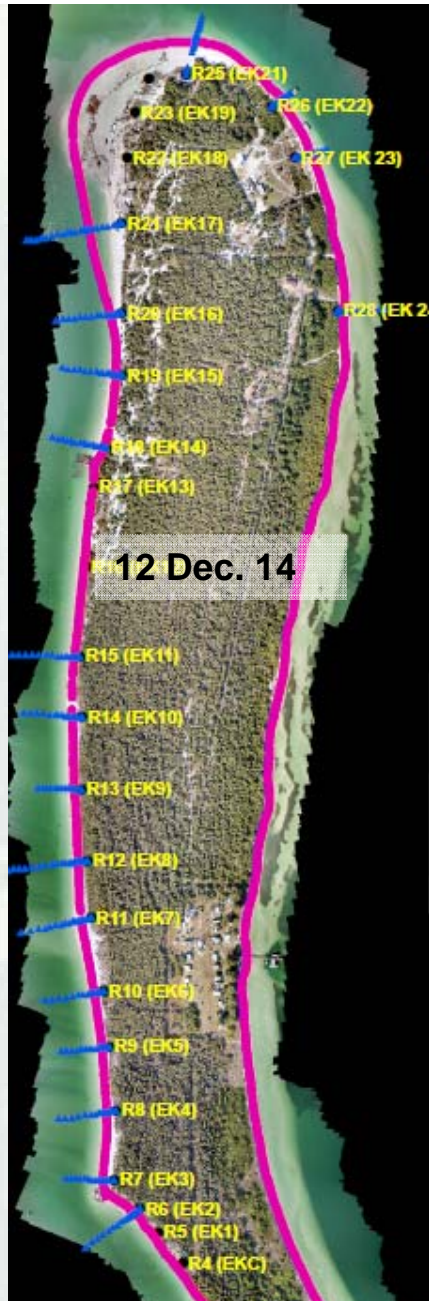 R25 (EK21)
R26 (EK22)
R23 (EK19)
R22 (EK18)
R27 (EK 23)
R21 (EK17)
R28 (EK 24
R20 (EK16)
R19 (EK15)
R18 (EK14)
R17 (EK13)
12 Dec. 14
R15 (EK11)
R14 (EK10)
R13 (EK9)
R12 (EK8)
R11 (EK7)
R10 (EK6)
R9 (EK5)
R8 (EK4)
R7 (EK3)
R6 (EK2)
R5 (EK1)
R4 (EKC)